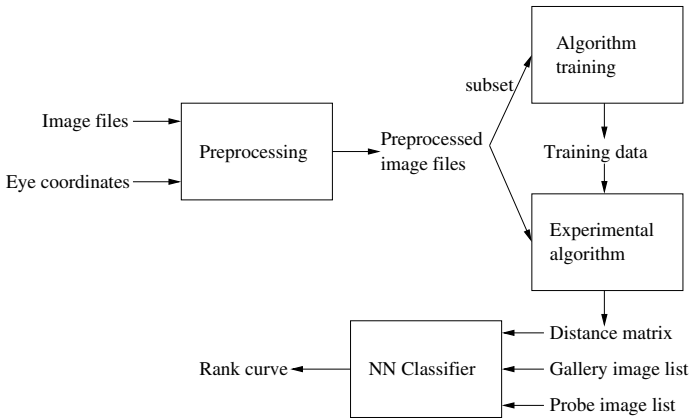 Algorithm
training
subset
Image files
Preprocessing
Preprocessed
image files
Training data
Eye coordinates
Experimental
algorithm
Distance matrix
Rank curve
NN Classifier
Gallery image list
Probe image list